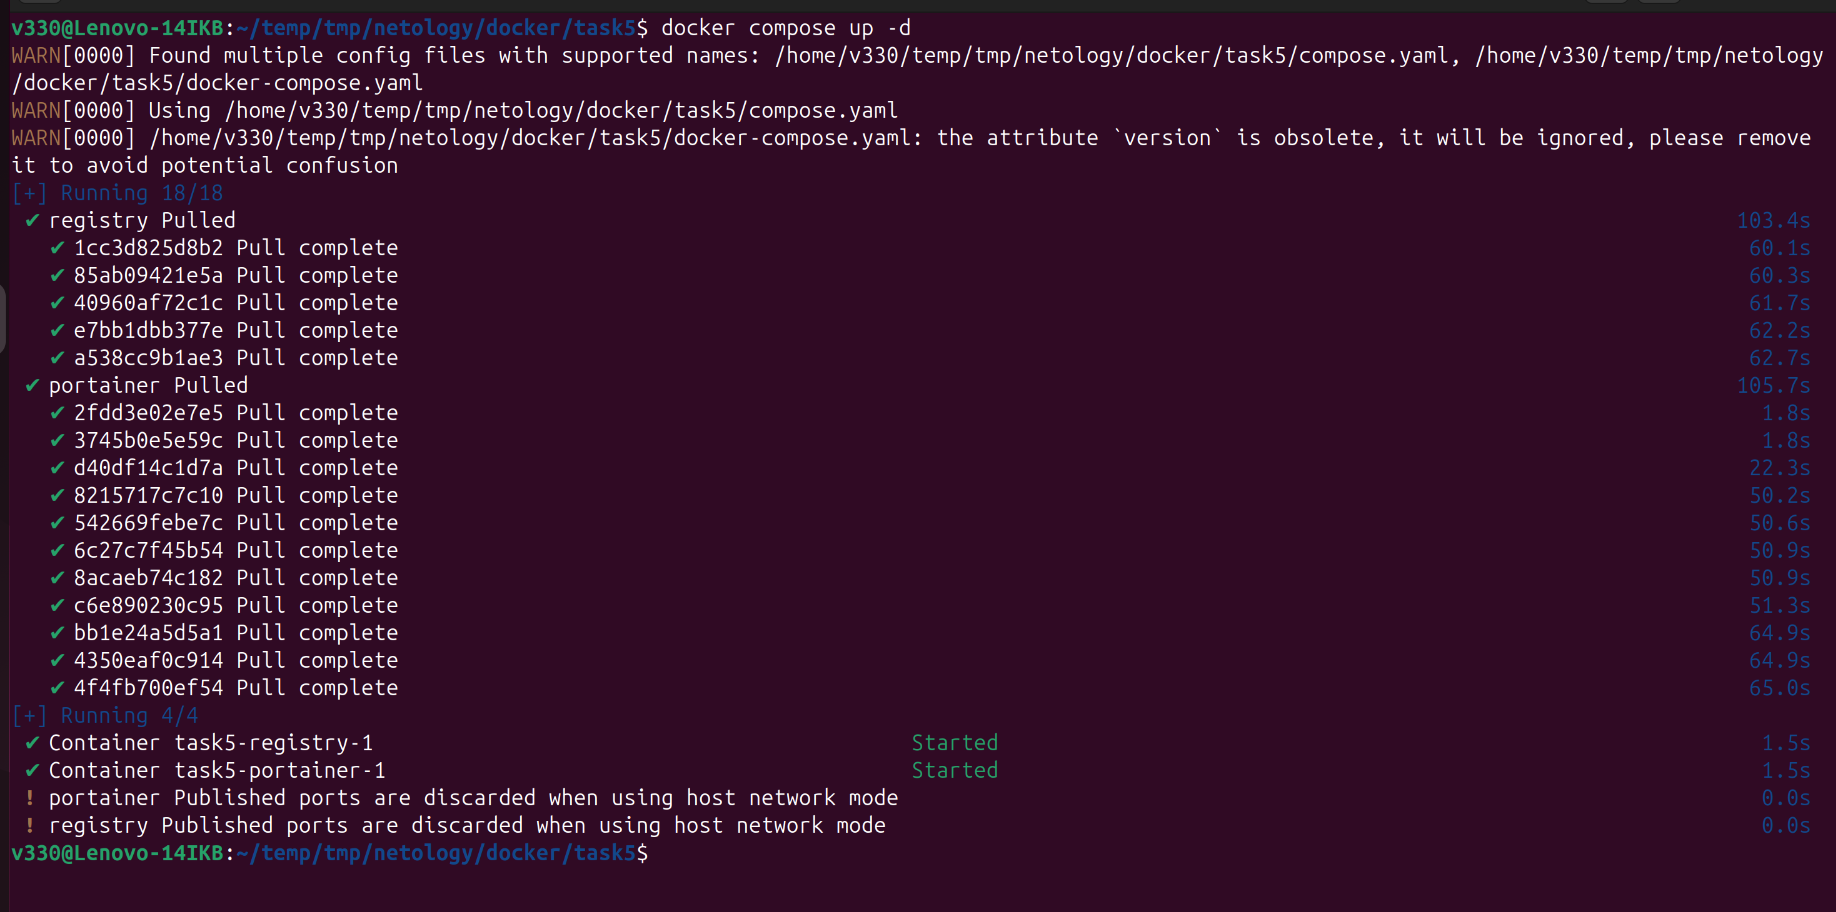 v330@Lenovo-14IKB:~/temp/tmp/netology/docker/task5$ docker compose up -d
WARN[0000] Found multiple config files with supported names: /home/v330/temp/tmp/netology/docker/task5/compose.yaml, /home/v330/temp/tmp/netology
/docker/task5/docker-compose.yaml
WARN[0000] Using /home/v330/temp/tmp/netology/docker/task5/compose.yaml
WARN[0000] /home/v330/temp/tmp/netology/docker/task5/docker-compose.yaml: the attribute `version` is obsolete, it will be ignored, please remove
it to avoid potential confusion
[+] Running 18/18
✔ registry Pulled 103.4s
✔ 1cc3d825d8b2 Pull complete 60.1s
✔ 85ab09421e5a Pull complete 60.3s
✔ 40960af72c1c Pull complete 61.7s
✔ e7bb1dbb377e Pull complete 62.2s
✔ a538cc9b1ae3 Pull complete 62.7s
✔ portainer Pulled 105.7s
✔ 2fdd3e02e7e5 Pull complete 1.8s
✔ 3745b0e5e59c Pull complete 1.8s
✔ d40df14c1d7a Pull complete 22.3s
✔ 8215717c7c10 Pull complete 50.2s
✔ 542669febe7c Pull complete 50.6s
✔ 6c27c7f45b54 Pull complete 50.9s
✔ 8acaeb74c182 Pull complete 50.9s
✔ c6e890230c95 Pull complete 51.3s
✔ bb1e24a5d5a1 Pull complete 64.9s
✔ 4350eaf0c914 Pull complete 64.9s
✔ 4f4fb700ef54 Pull complete 65.0s
[+] Running 4/4
✔ Container task5-registry-1 Started 1.5s
✔ Container task5-portainer-1 Started 1.5s
! portainer Published ports are discarded when using host network mode 0.0s
! registry Published ports are discarded when using host network mode 0.0s
v330@Lenovo-14IKB:~/temp/tmp/netology/docker/task5$